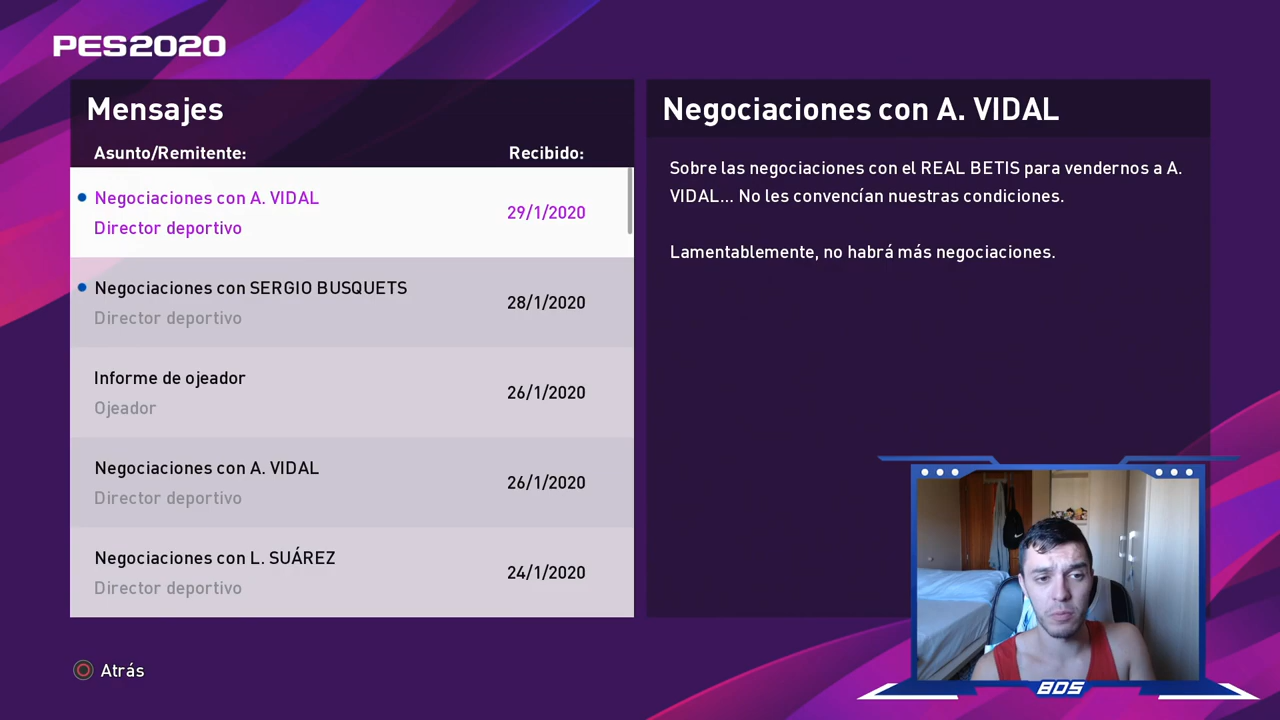 PES2020
Mensajes
Asunto/Remitente: Recibido:
Negociaciones con A. VIDAL
Director deportivo
29/1/2020
Negociaciones con SERGIO BUSQUETS
Director deportivo
28/1/2020
Informe de ojeador
Ojeador
26/1/2020
Negociaciones con A. VIDAL
Director deportivo
26/1/2020
Negociaciones con L. SUÁREZ
Director deportivo
24/1/2020
Negociaciones con A. VIDAL
Sobre las negociaciones con el REAL BETIS para vendernos a A.
VIDAL... No les convencían nuestras condiciones.
Lamentablemente, no habrá más negociaciones.
Atrás
BDS